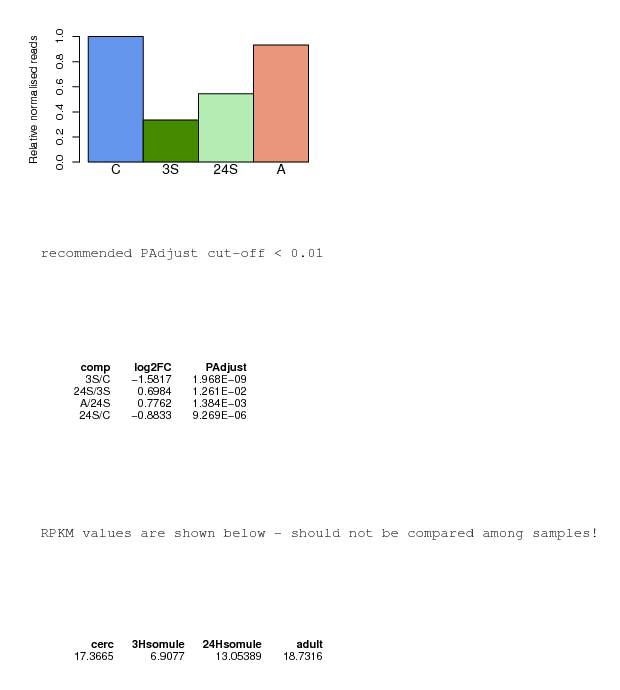 Relative normalised reads
1.0
0.8
0.6
0.4
0.2
0.0
C 3S 24S A
recommended PAdjust cut-off < 0.01
comp log2FC PAdjust
3S/C −1.5817 1.968E−09
24S/3S 0.6984 1.261E−02
A/24S 0.7762 1.384E−03
24S/C −0.8833 9.269E−06
RPKM values are shown below - should not be compared among samples!
cerc 3Hsomule 24Hsomule adult
17.3665 6.9077 13.05389 18.7316